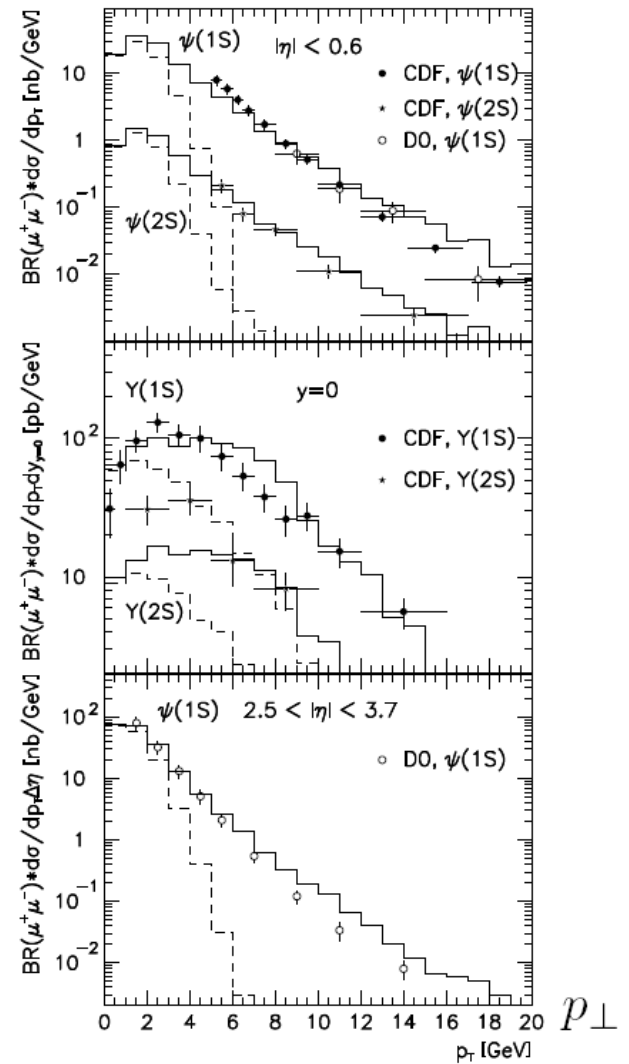 BR(μ⁺μ⁻)*dσ/dp_T [nb/GeV]
10
1
10⁻¹
10⁻²
ψ(1S)
|η| < 0.6
CDF, ψ(1S)
CDF, ψ(2S)
D0, ψ(1S)
ψ(2S)
BR(μ⁺μ⁻)*dσ/dp_Tdy_y=0 [pb/GeV]
10²
10
Y(1S)
y=0
CDF, Y(1S)
CDF, Y(2S)
Y(2S)
BR(μ⁺μ⁻)*dσ/dp_TΔη [nb/GeV]
10²
10
1
10⁻¹
10⁻²
ψ(1S) 2.5 < |η| < 3.7
D0, ψ(1S)
0 2 4 6 8 10 12 14 16 18 20
p_T [GeV]
p⊥